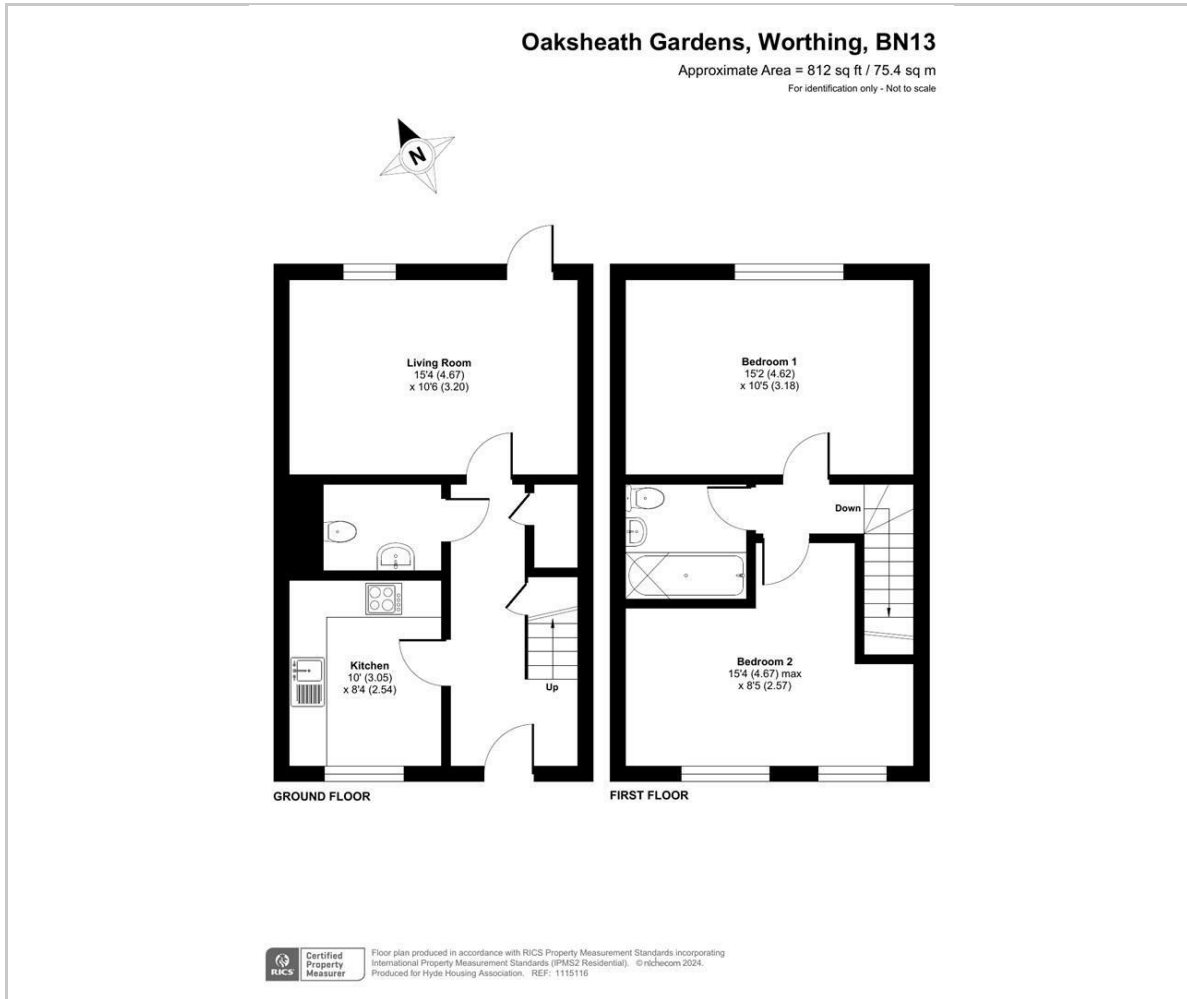 Oaksheath Gardens, Worthing, BN13
Approximate Area = 812 sq ft / 75.4 sq m
For identification only - Not to scale
N
Living Room
15'4 (4.67)
x 10'6 (3.20)
Bedroom 1
15'2 (4.62)
x 10'5 (3.18)
Down
Kitchen
10' (3.05)
x 8'4 (2.54)
Up
Bedroom 2
15'4 (4.67) max
x 8'5 (2.57)
GROUND FLOOR
FIRST FLOOR
RICS
Certified
Property
Measurer
Floor plan produced in accordance with RICS Property Measurement Standards incorporating
International Property Measurement Standards (IPMS2 Residential). © nichecom 2024.
Produced for Hyde Housing Association. REF: 1115116